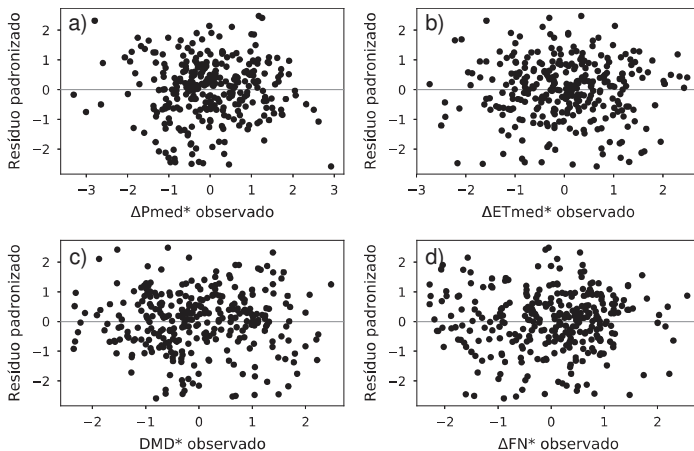 a)
Resíduo padronizado
2
1
0
−1
−2
−3 −2 −1 0 1 2 3
ΔPmed* observado
b)
Resíduo padronizado
2
1
0
−1
−2
−3 −2 −1 0 1 2
ΔETmed* observado
c)
Resíduo padronizado
2
1
0
−1
−2
−2 −1 0 1 2
DMD* observado
d)
Resíduo padronizado
2
1
0
−1
−2
−2 −1 0 1 2
ΔFN* observado